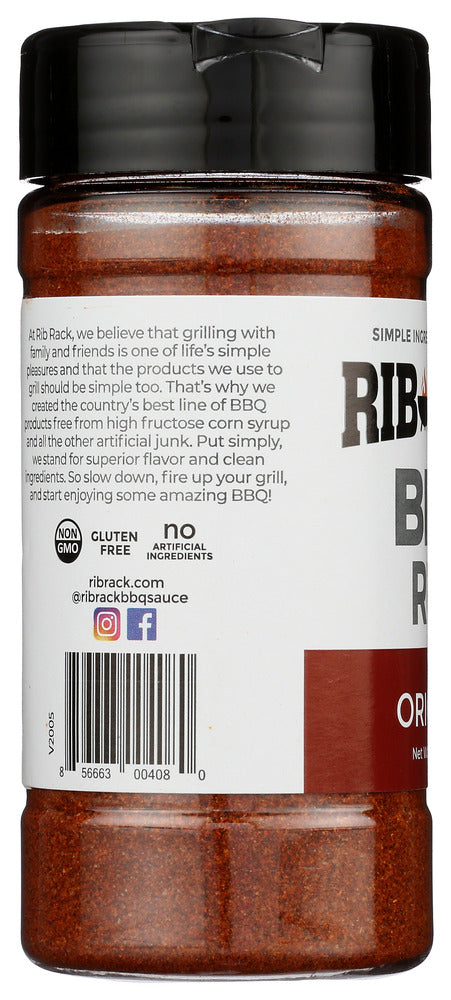 At Rib Rack, we believe that grilling with
family and friends is one of life's simple
pleasures and that the products we use to
grill should be simple too. That's why we
created the country's best line of BBQ
products free from high fructose corn syrup
and all the other artificial junk. Put simply,
we stand for superior flavor and clean
ingredients. So slow down, fire up your grill,
and start enjoying some amazing BBQ!
NON
GMO
GLUTEN
FREE
no
ARTIFICIAL
INGREDIENTS
ribrack.com
@ribrackbbqsauce
V2005
8 56663 00408 0
SIMPLE
RIB
Net